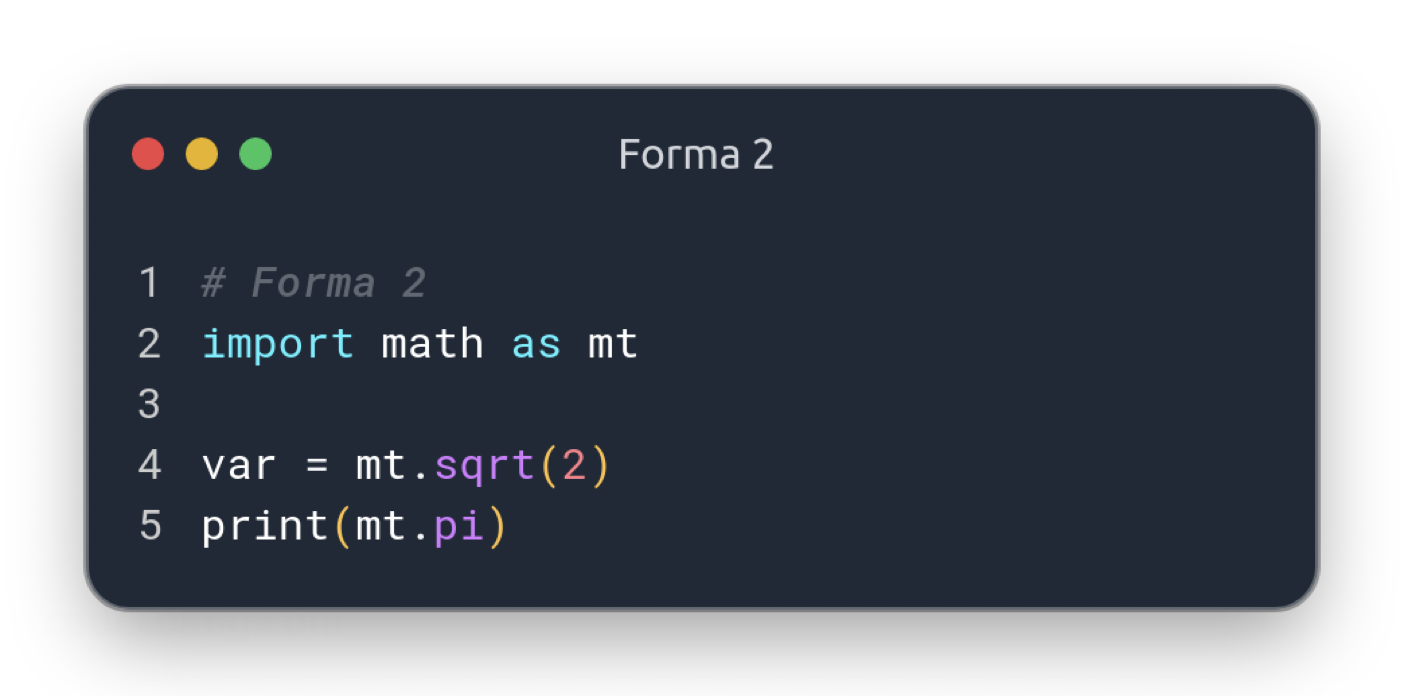 Forma 2
1 # Forma 2
2 import math as mt
3
4 var = mt.sqrt(2)
5 print(mt.pi)